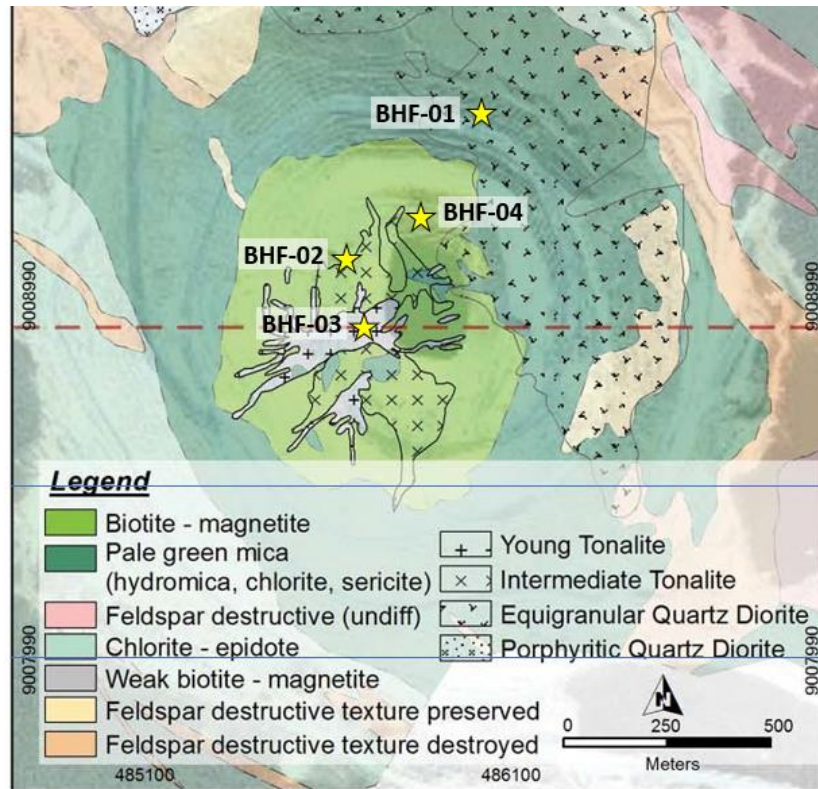 BHF-01
BHF-04
BHF-02
BHF-03
9008990
9008990
Legend
Biotite - magnetite
Pale green mica
(hydromica, chlorite, sericite)
Feldspar destructive (undiff)
Chlorite - epidote
Weak biotite - magnetite
Feldspar destructive texture preserved
Feldspar destructive texture destroyed
Young Tonalite
Intermediate Tonalite
Equigranular Quartz Diorite
Porphyritic Quartz Diorite
9007990
9007990
N
0 250 500
Meters
485100
486100